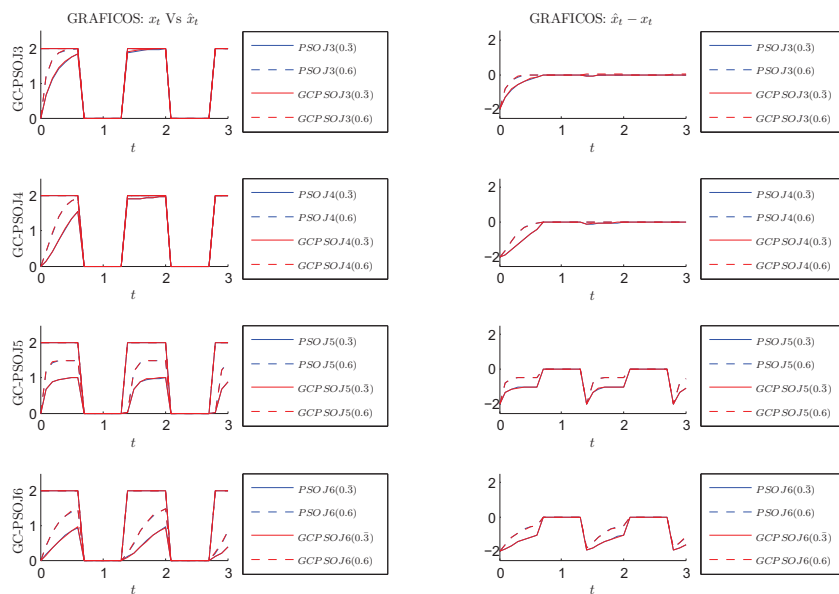 GRAFICOS: x_t Vs x̂_t
GC-PSOJ3
2
1
0
0
1
2
3
t
PSOJ3(0.3̄)
PSOJ3(0.6)
GCPSOJ3(0.3̄)
GCPSOJ3(0.6)
GRAFICOS: x̂_t − x_t
2
0
−2
0
1
2
3
t
PSOJ3(0.3̄)
PSOJ3(0.6)
GCPSOJ3(0.3̄)
GCPSOJ3(0.6)
GC-PSOJ4
2
1
0
0
1
2
3
t
PSOJ4(0.3̄)
PSOJ4(0.6)
GCPSOJ4(0.3̄)
GCPSOJ4(0.6)
2
0
−2
0
1
2
3
t
PSOJ4(0.3̄)
PSOJ4(0.6)
GCPSOJ4(0.3̄)
GCPSOJ4(0.6)
GC-PSOJ5
2
1
0
0
1
2
3
t
PSOJ5(0.3̄)
PSOJ5(0.6)
GCPSOJ5(0.3̄)
GCPSOJ5(0.6)
2
0
−2
0
1
2
3
t
PSOJ5(0.3̄)
PSOJ5(0.6)
GCPSOJ5(0.3̄)
GCPSOJ5(0.6)
GC-PSOJ6
2
1
0
0
1
2
3
t
PSOJ6(0.3̄)
PSOJ6(0.6)
GCPSOJ6(0.3̄)
GCPSOJ6(0.6)
2
0
−2
0
1
2
3
t
PSOJ6(0.3̄)
PSOJ6(0.6)
GCPSOJ6(0.3̄)
GCPSOJ6(0.6)